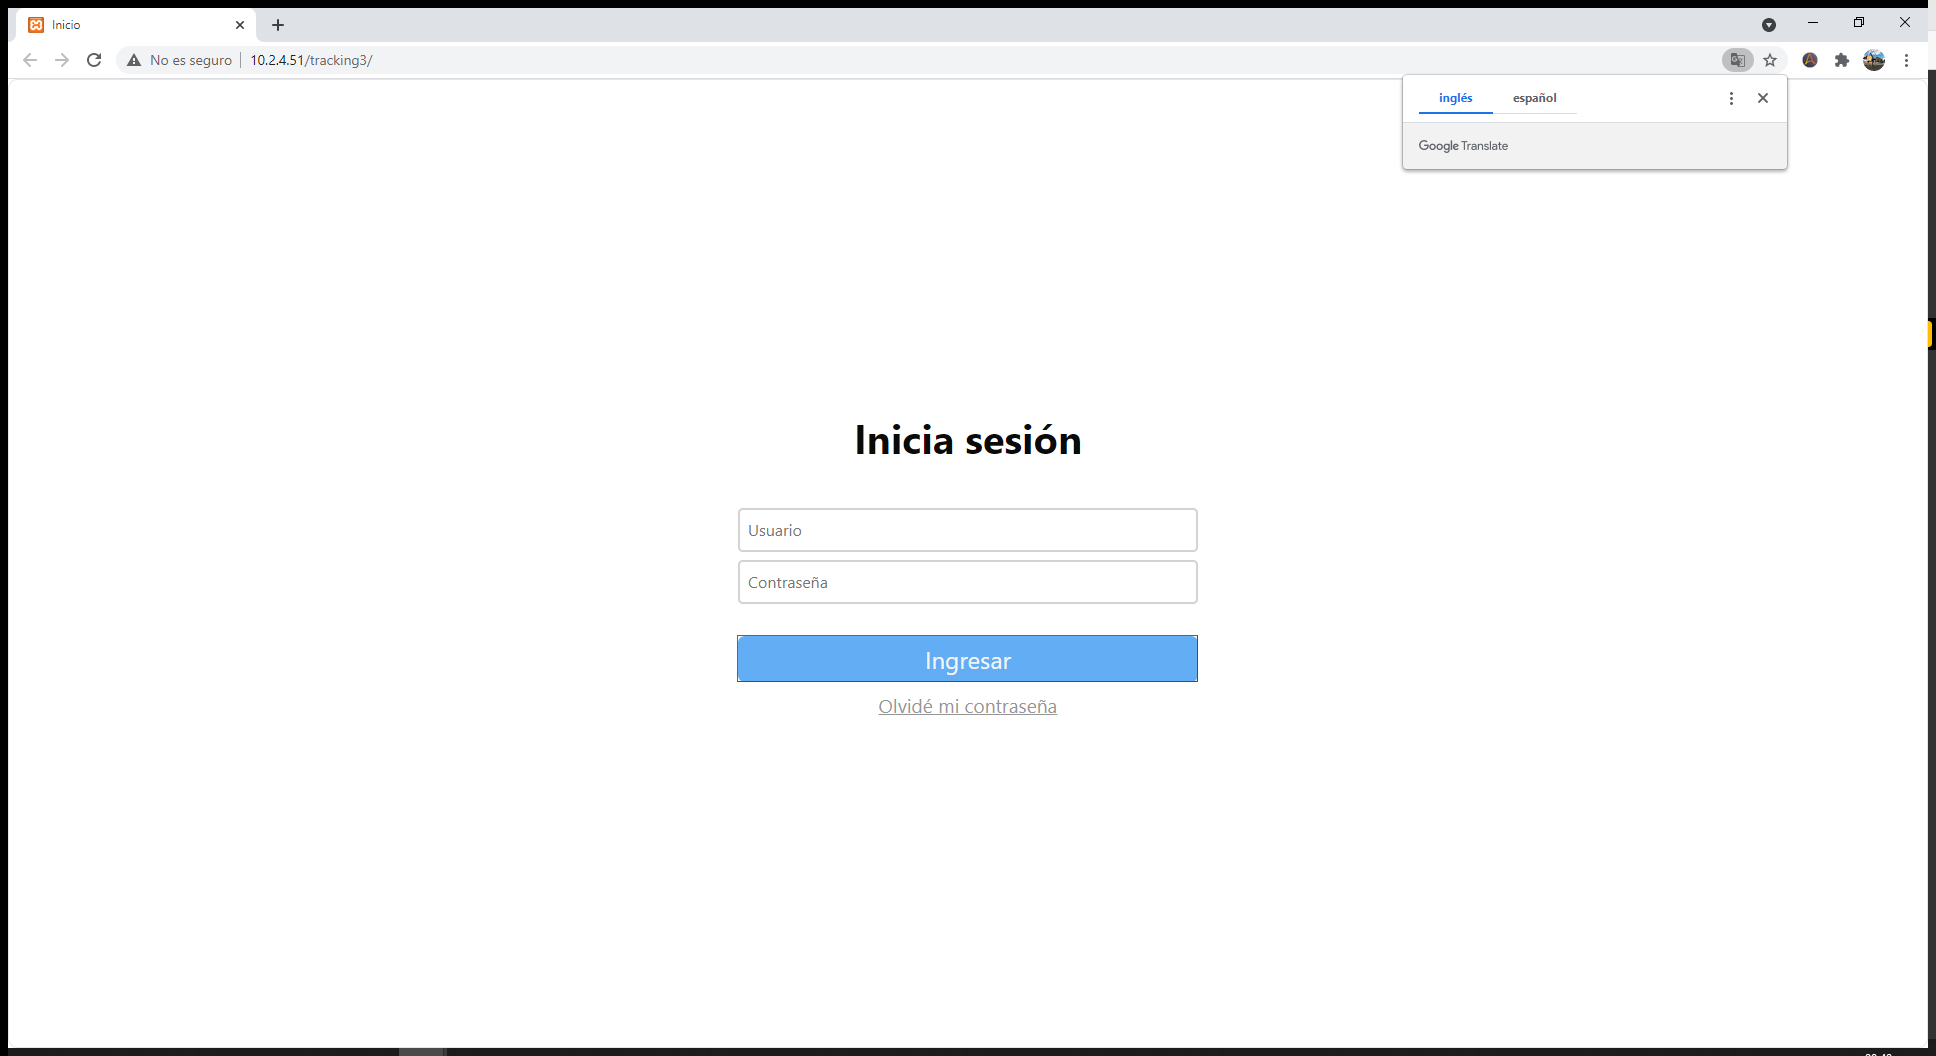 Inicio
No es seguro
10.2.4.51/tracking3/
inglés
español
Google Translate
Inicia sesión
Usuario
Contraseña
Ingresar
Olvidé mi contraseña